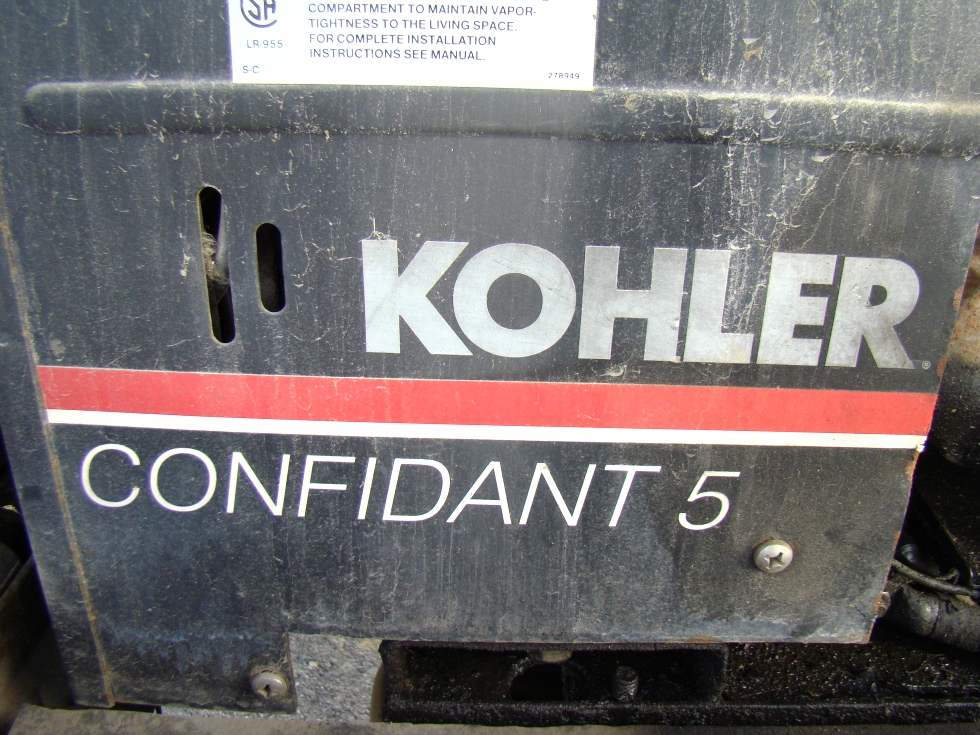 SA
COMPARTMENT TO MAINTAIN VAPOR-
TIGHTNESS TO THE LIVING SPACE.
FOR COMPLETE INSTALLATION
INSTRUCTIONS SEE MANUAL.
LR-955
S-C
278949
KOHLER®
CONFIDANT 5